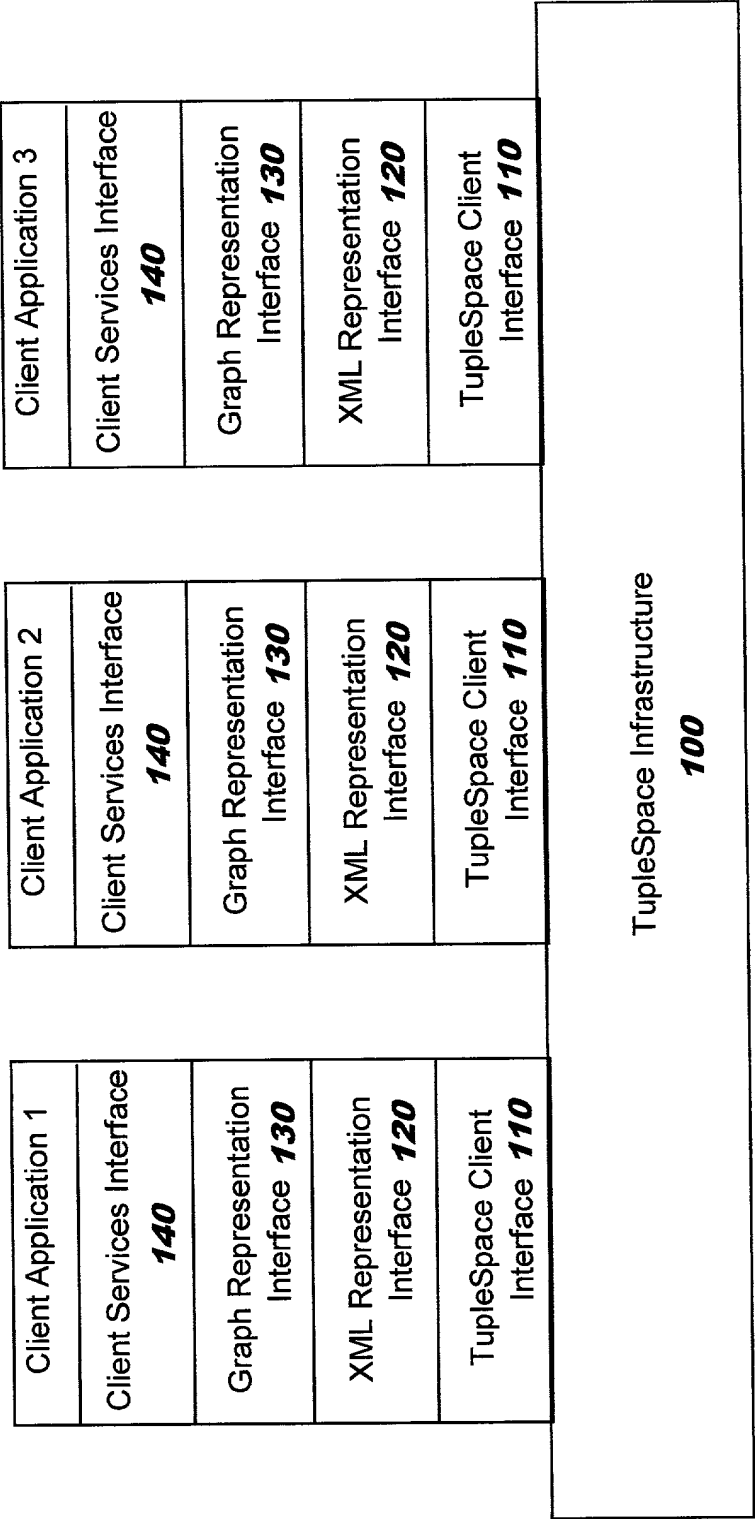 Client Application 1
Client Services Interface
140
Graph Representation
Interface 130
XML Representation
Interface 120
TupleSpace Client
Interface 110
Client Application 2
Client Services Interface
140
Graph Representation
Interface 130
XML Representation
Interface 120
TupleSpace Client
Interface 110
Client Application 3
Client Services Interface
140
Graph Representation
Interface 130
XML Representation
Interface 120
TupleSpace Client
Interface 110
TupleSpace Infrastructure
100